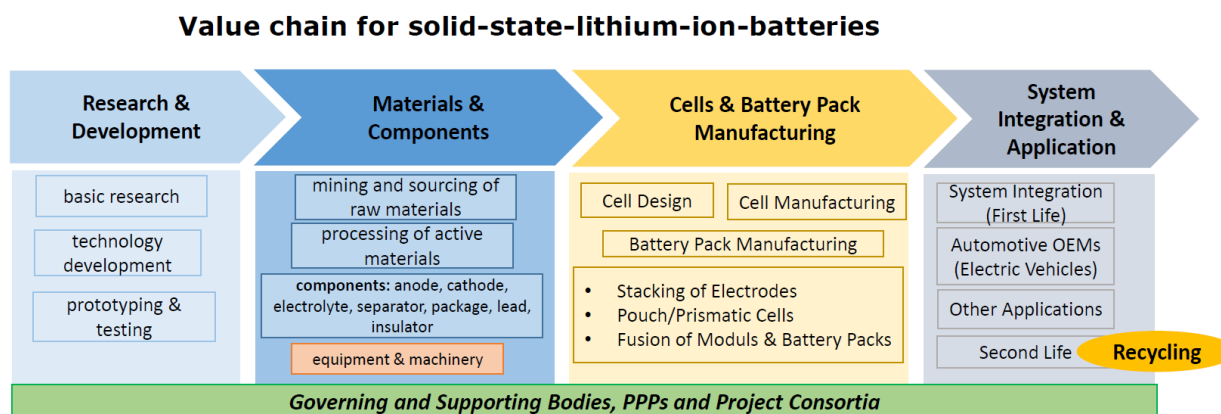 Value chain for solid-state-lithium-ion-batteries
Research &
Development
basic research
technology
development
prototyping &
testing
Materials &
Components
mining and sourcing of
raw materials
processing of active
materials
components: anode, cathode,
electrolyte, separator, package, lead,
insulator
equipment & machinery
Cells & Battery Pack
Manufacturing
Cell Design
Cell Manufacturing
Battery Pack Manufacturing
• Stacking of Electrodes
• Pouch/Prismatic Cells
• Fusion of Moduls & Battery Packs
System
Integration &
Application
System Integration
(First Life)
Automotive OEMs
(Electric Vehicles)
Other Applications
Second Life
Recycling
Governing and Supporting Bodies, PPPs and Project Consortia